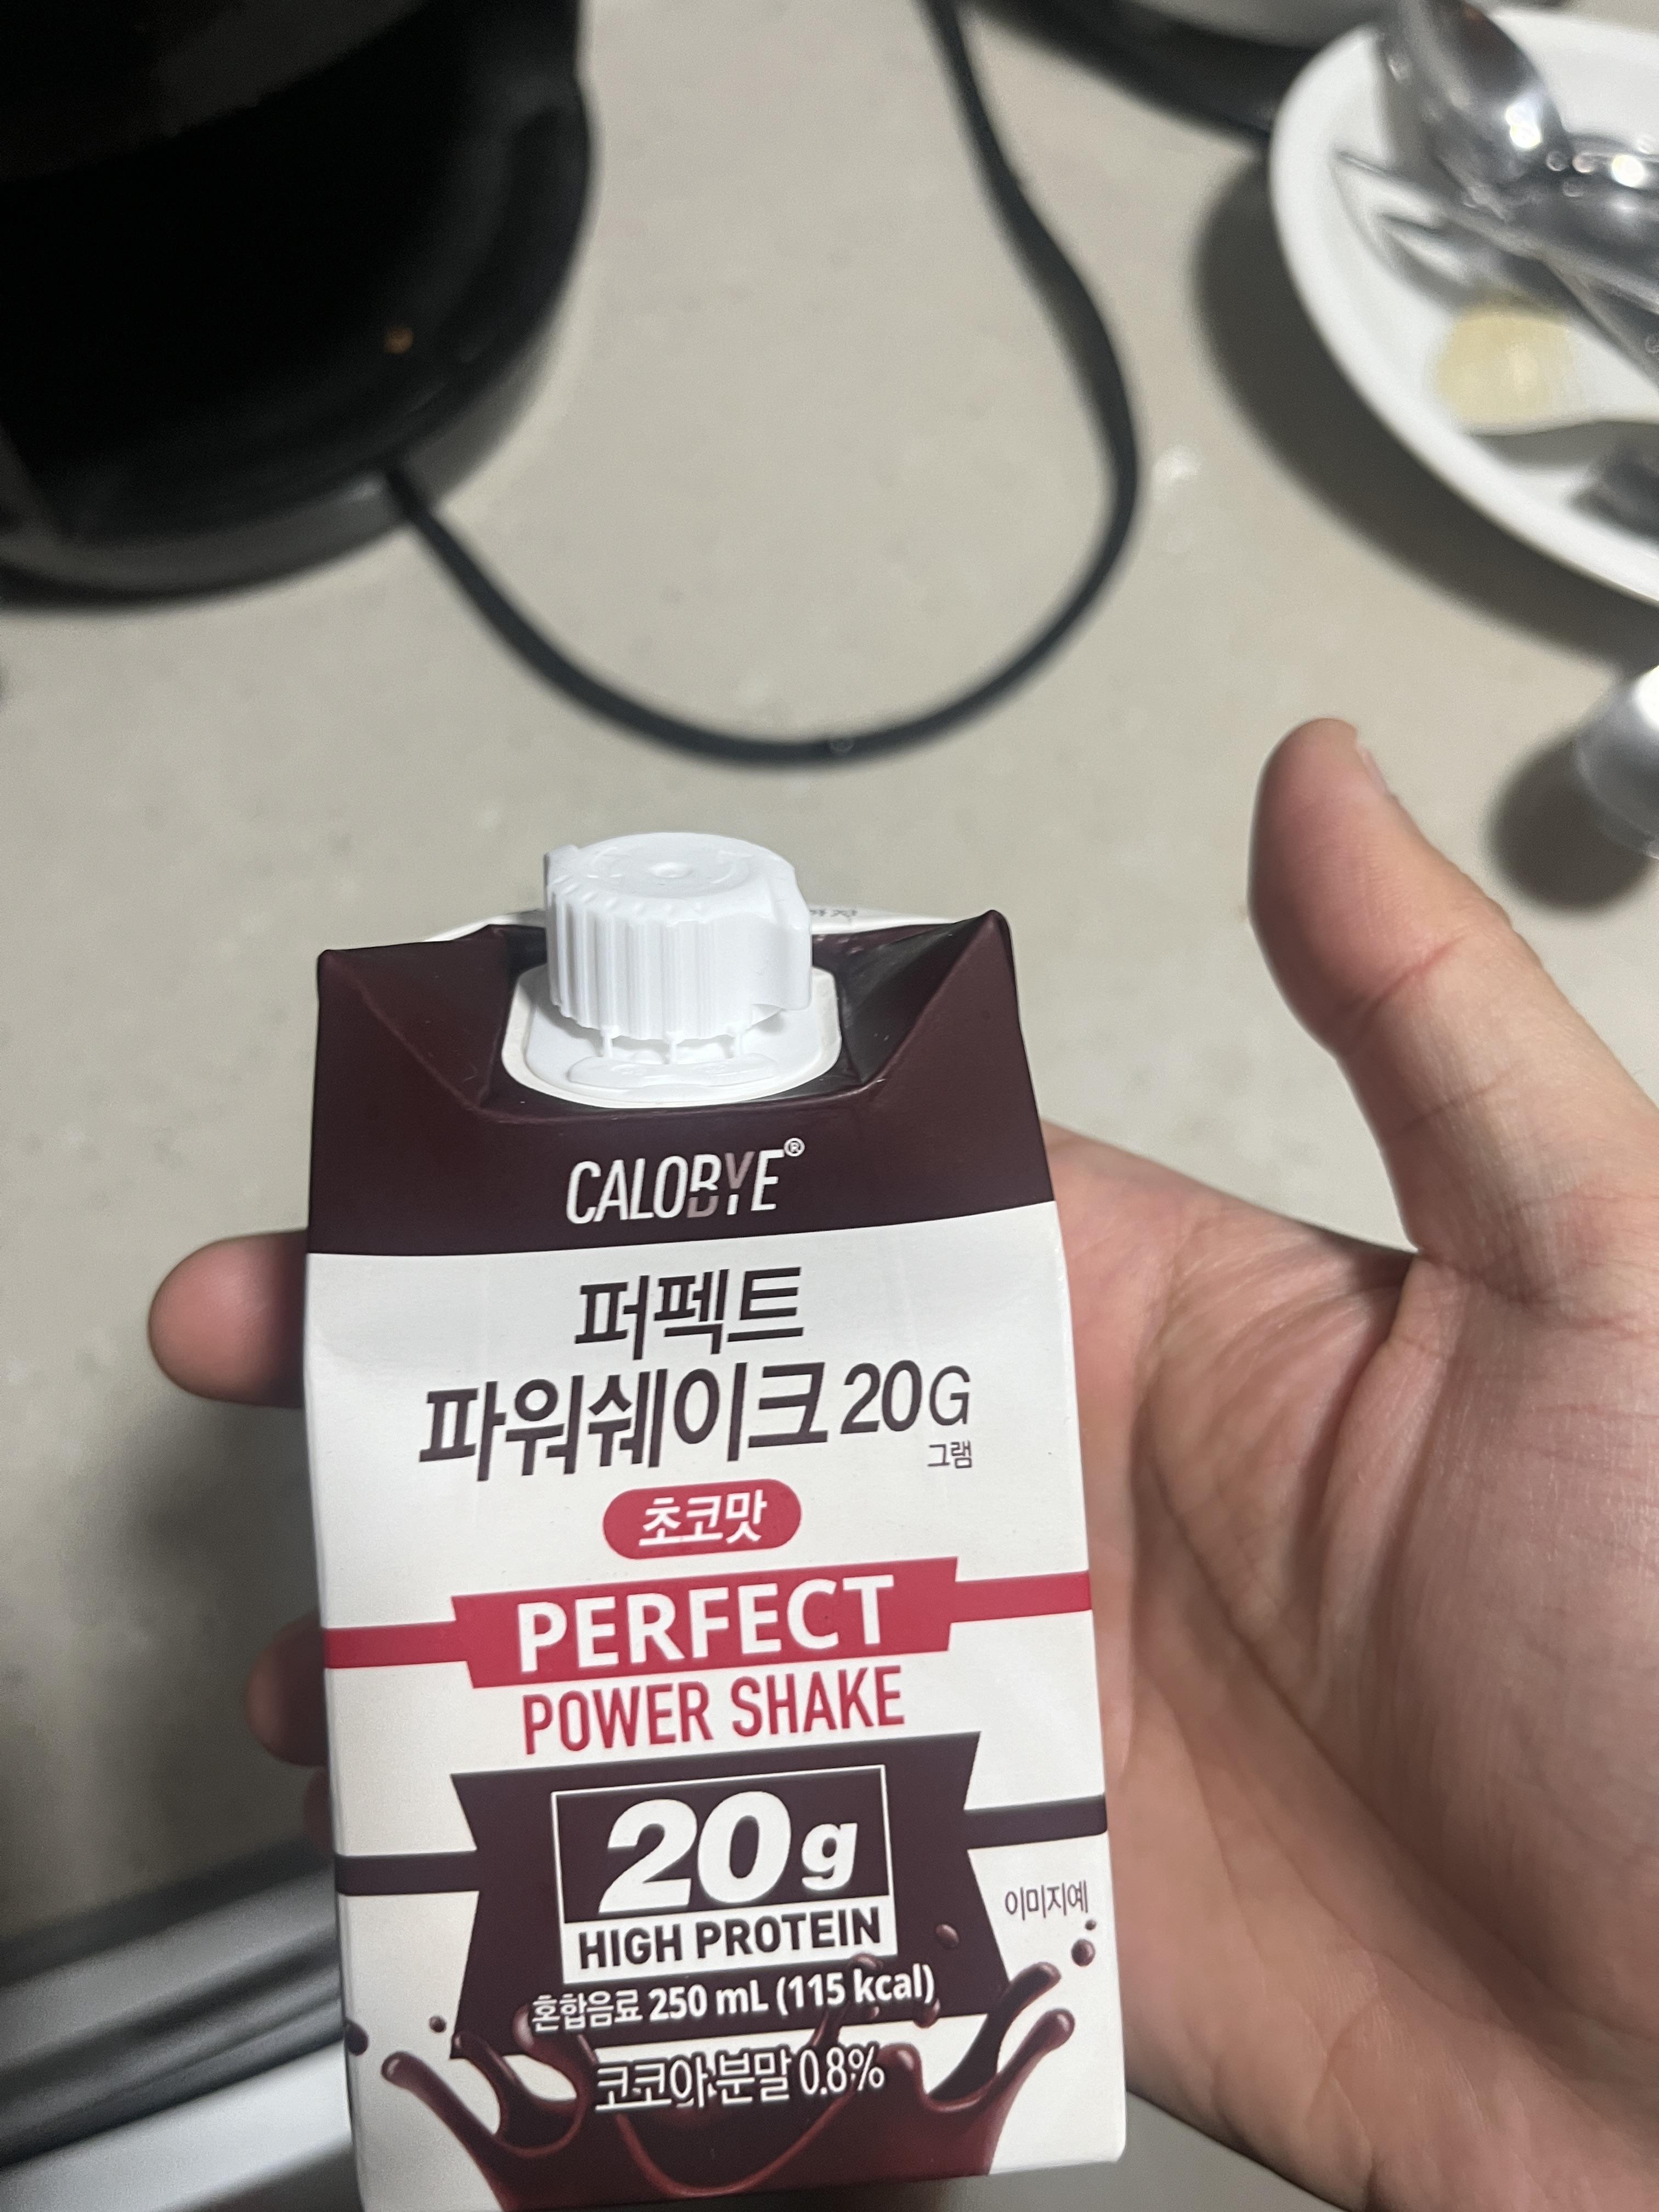 CALOBYE®
퍼펙트
파워쉐이크 20G
그램
초코맛
PERFECT
POWER SHAKE
20g
HIGH PROTEIN
이미지예
혼합음료 250 mL (115 kcal)
코코아분말 0.8%